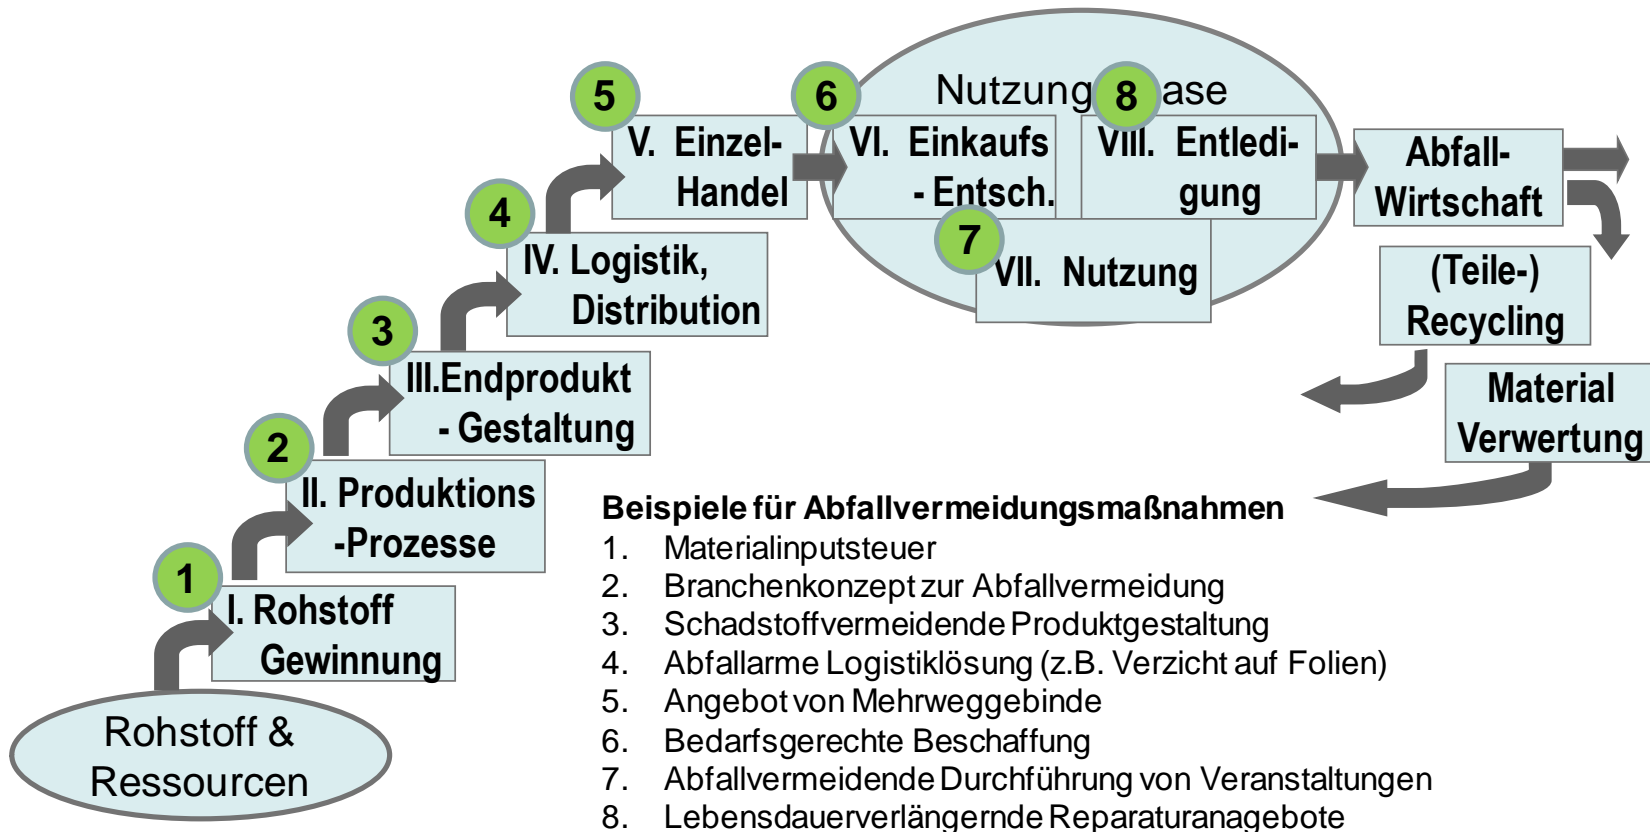 Nutzung ase
5
6
8
V. Einzel-
Handel
VI. Einkaufs
- Entsch.
VIII. Entledi-
gung
Abfall-
Wirtschaft
4
7
IV. Logistik,
Distribution
VII. Nutzung
(Teile-)
Recycling
3
III.Endprodukt
- Gestaltung
Material
Verwertung
2
II. Produktions
-Prozesse
1
I. Rohstoff
Gewinnung
Rohstoff &
Ressourcen
Beispiele für Abfallvermeidungsmaßnahmen
1. Materialinputsteuer
2. Branchenkonzept zur Abfallvermeidung
3. Schadstoffvermeidende Produktgestaltung
4. Abfallarme Logistiklösung (z.B. Verzicht auf Folien)
5. Angebot von Mehrweggebinde
6. Bedarfsgerechte Beschaffung
7. Abfallvermeidende Durchführung von Veranstaltungen
8. Lebensdauerverlängernde Reparaturanagebote